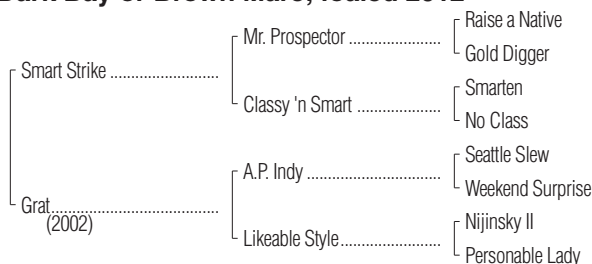 Dark Bay or Brown Mare; foaled 2012
Raise a Native
Mr. Prospector
Gold Digger
Smart Strike
Smarten
Classy 'n Smart
No Class
Seattle Slew
A.P. Indy
Weekend Surprise
Grat
(2002)
Nijinsky II
Likeable Style
Personable Lady